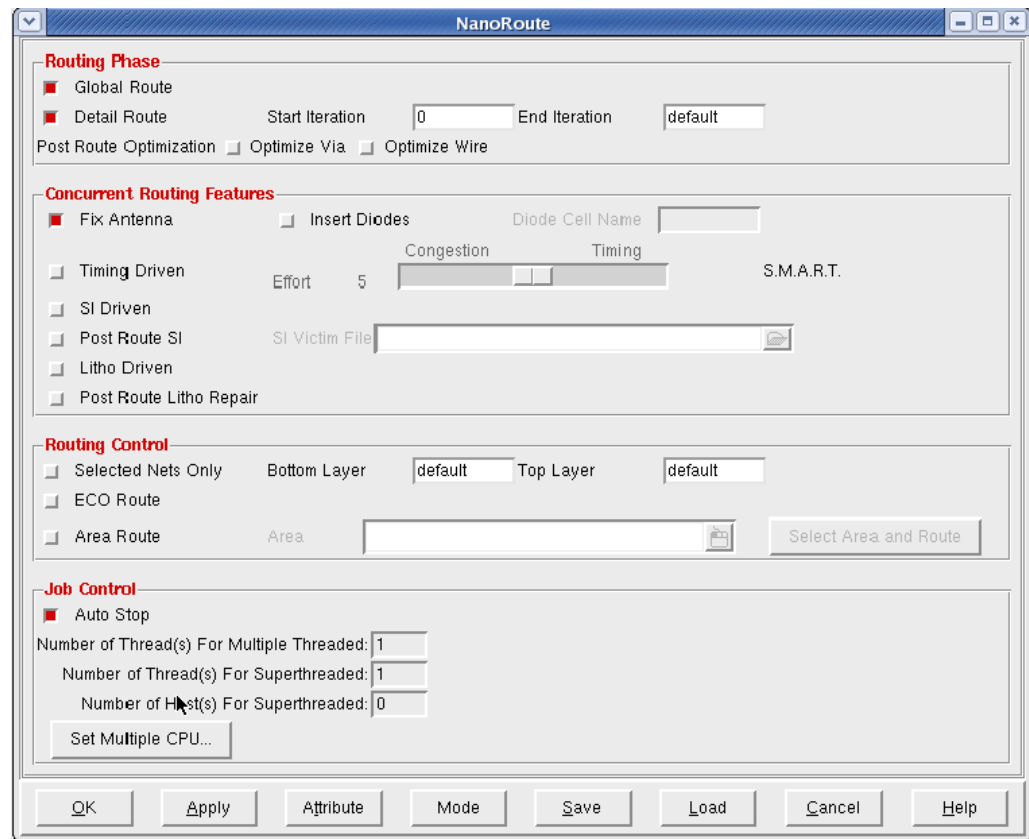 NanoRoute
Routing Phase
Global Route
Detail Route Start Iteration 0 End Iteration default
Post Route Optimization Optimize Via Optimize Wire
Concurrent Routing Features
Fix Antenna Insert Diodes Diode Cell Name
Congestion Timing
Timing Driven Effort 5 S.M.A.R.T.
SI Driven
Post Route SI SI Victim File
Litho Driven
Post Route Litho Repair
Routing Control
Selected Nets Only Bottom Layer default Top Layer default
ECO Route
Area Route Area Select Area and Route
Job Control
Auto Stop
Number of Thread(s) For Multiple Threaded: 1
Number of Thread(s) For Superthreaded: 1
Number of Host(s) For Superthreaded: 0
Set Multiple CPU...
OK Apply Attribute Mode Save Load Cancel Help